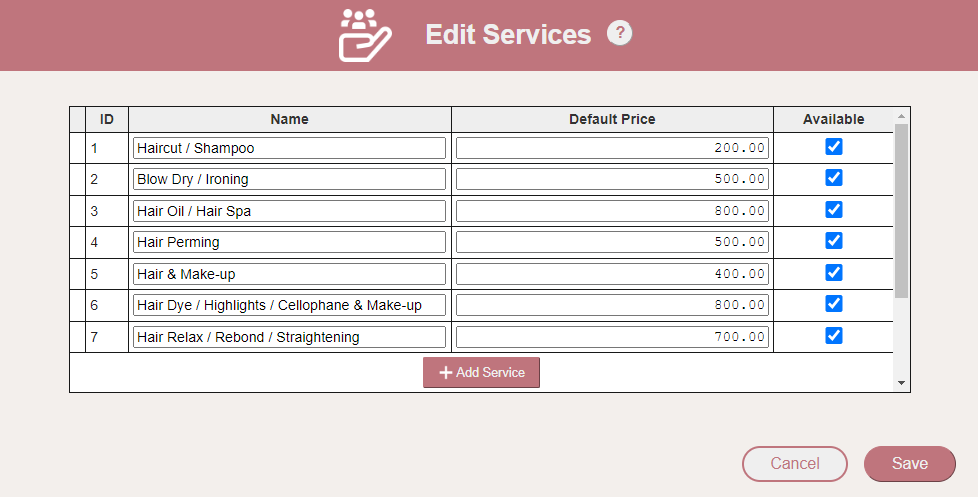 Edit Services ?
ID Name Default Price Available
1 Haircut / Shampoo 200.00
2 Blow Dry / Ironing 500.00
3 Hair Oil / Hair Spa 800.00
4 Hair Perming 500.00
5 Hair & Make-up 400.00
6 Hair Dye / Highlights / Cellophane & Make-up 800.00
7 Hair Relax / Rebond / Straightening 700.00
+ Add Service
Cancel Save